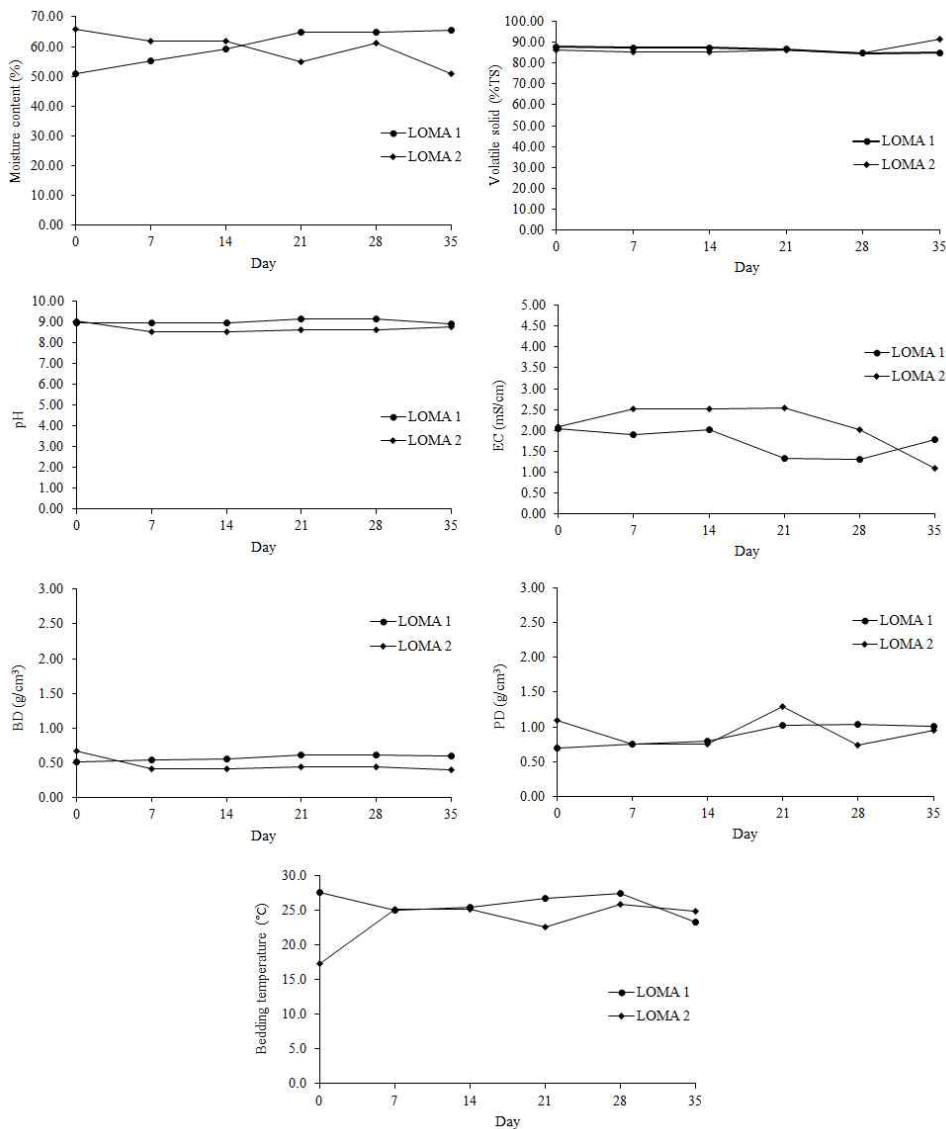 70.00
60.00
50.00
40.00
30.00
20.00
10.00
0.00
Moisture content (%)
LOMA 1
LOMA 2
0 7 14 21 28 35
Day
100.00
90.00
80.00
70.00
60.00
50.00
40.00
30.00
20.00
10.00
0.00
Volatile solid (%TS)
LOMA 1
LOMA 2
0 7 14 21 28 35
Day
10.00
9.00
8.00
7.00
6.00
5.00
4.00
3.00
2.00
1.00
0.00
pH
LOMA 1
LOMA 2
0 7 14 21 28 35
Day
5.00
4.50
4.00
3.50
3.00
2.50
2.00
1.50
1.00
0.50
0.00
EC (mS/cm)
LOMA 1
LOMA 2
0 7 14 21 28 35
Day
3.00
2.50
2.00
1.50
1.00
0.50
0.00
BD (g/cm³)
LOMA 1
LOMA 2
0 7 14 21 28 35
Day
3.00
2.50
2.00
1.50
1.00
0.50
0.00
PD (g/cm³)
LOMA 1
LOMA 2
0 7 14 21 28 35
Day
30.0
25.0
20.0
15.0
10.0
5.0
0.0
Bedding temperature (℃)
LOMA 1
LOMA 2
0 7 14 21 28 35
Day